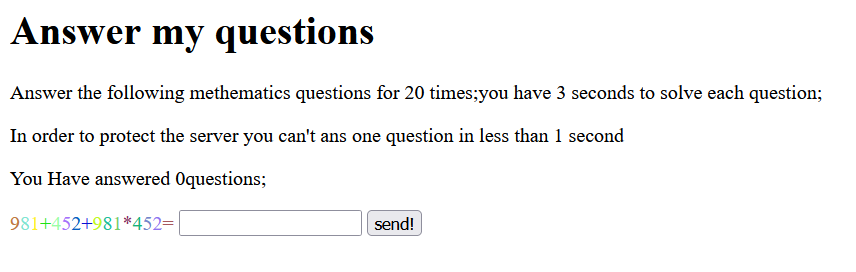 Answer my questions
Answer the following methematics questions for 20 times;you have 3 seconds to solve each question;
In order to protect the server you can't ans one question in less than 1 second
You Have answered 0questions;
981+452+981*452= send!